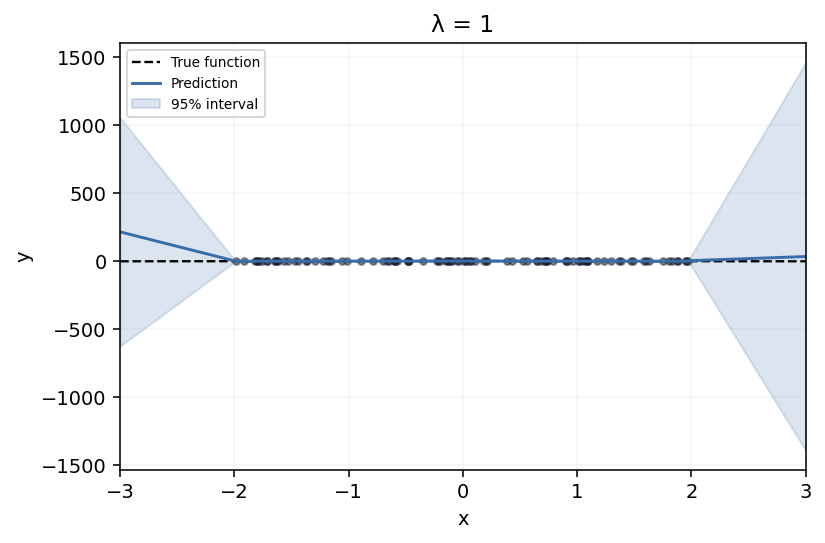 λ = 1
1500
1000
500
0
−500
−1000
−1500
y
True function
Prediction
95% interval
−3 −2 −1 0 1 2 3
x